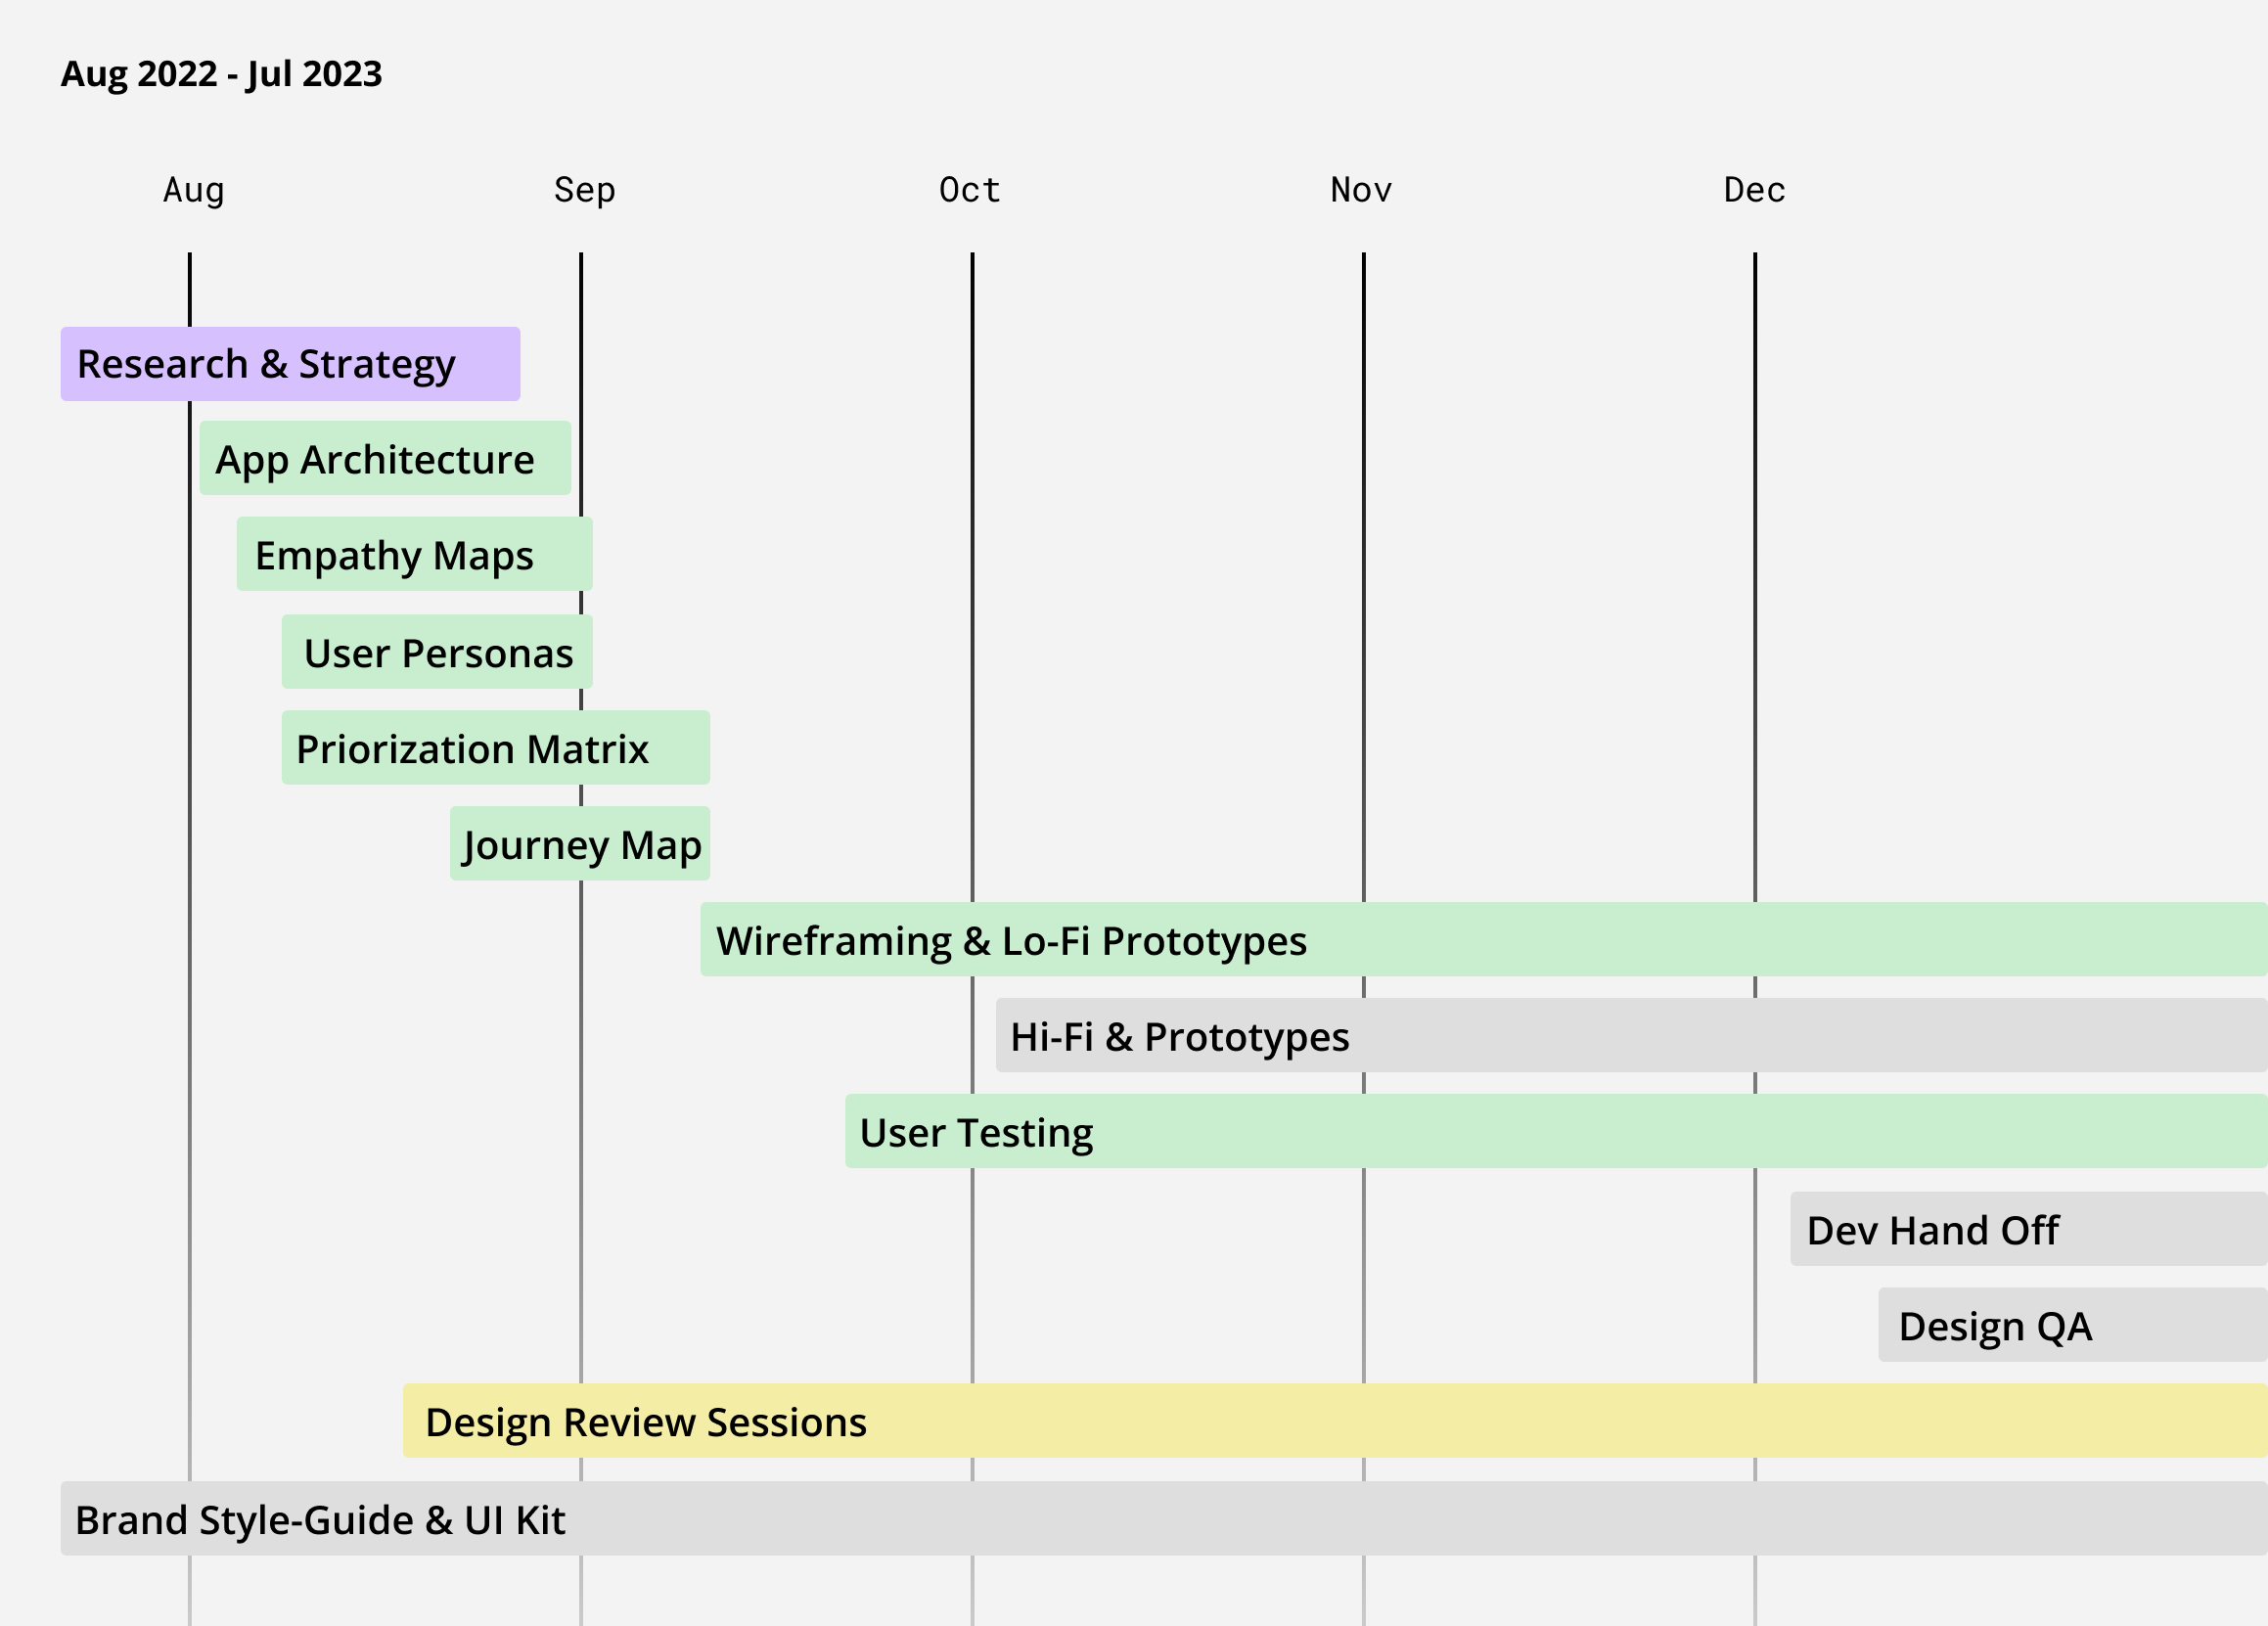 Aug 2022 - Jul 2023
Aug Sep Oct Nov Dec
Research & Strategy
App Architecture
Empathy Maps
User Personas
Priorization Matrix
Journey Map
Wireframing & Lo-Fi Prototypes
Hi-Fi & Prototypes
User Testing
Dev Hand Off
Design QA
Design Review Sessions
Brand Style-Guide & UI Kit